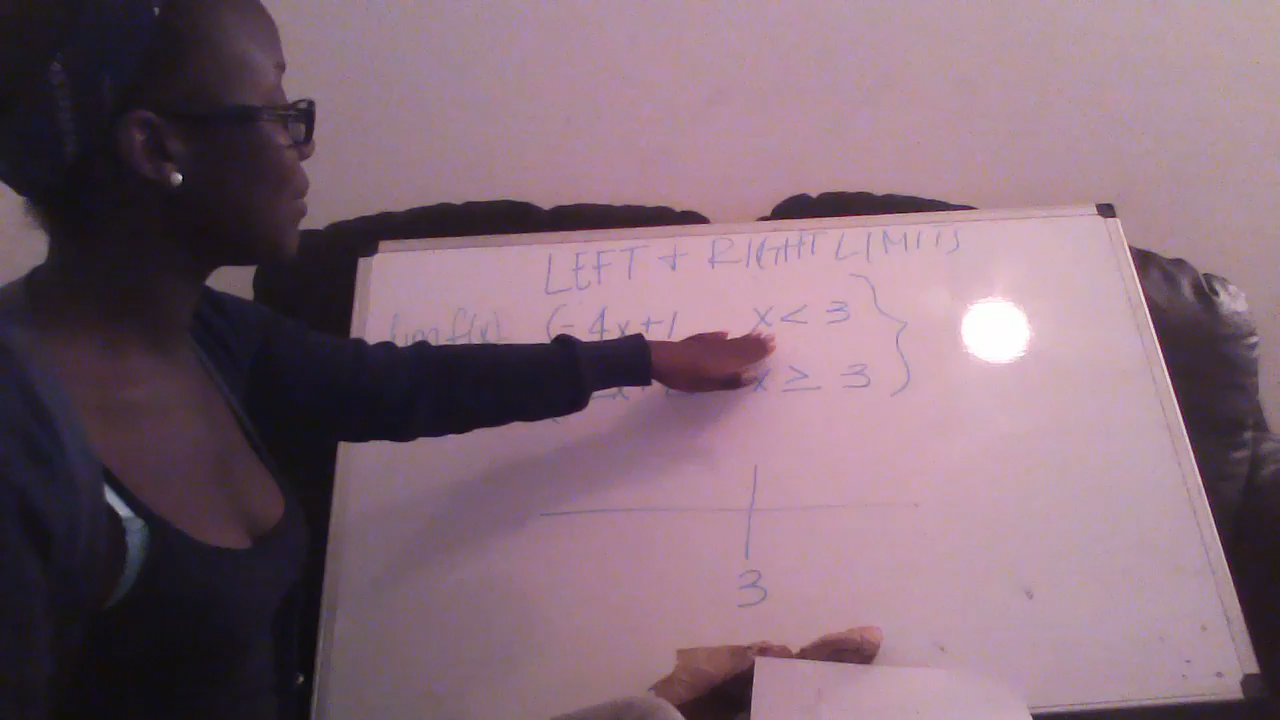 LEFT + RIGHT LIMITS
lim f(x) { -4x+1 x < 3 }
x ≥ 3
3